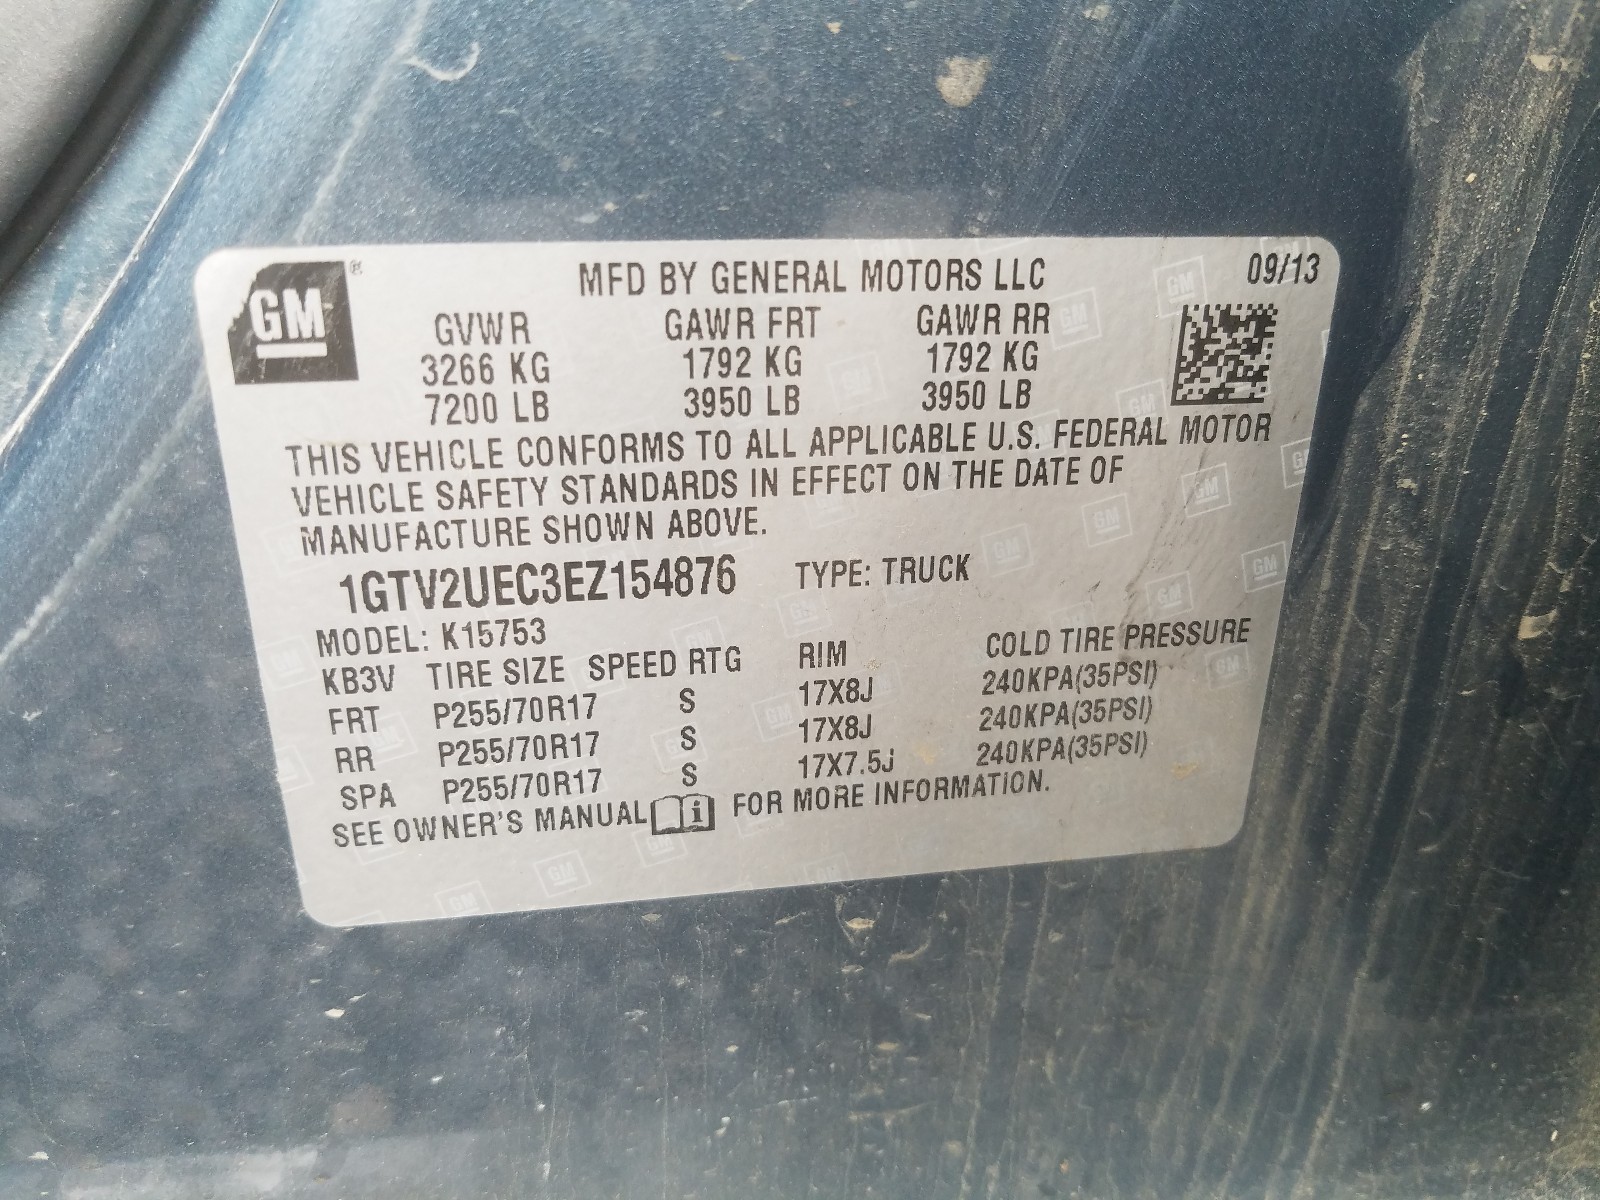 GM ® MFD BY GENERAL MOTORS LLC 09/13
GVWR GAWR FRT GAWR RR
3266 KG 1792 KG 1792 KG
7200 LB 3950 LB 3950 LB
THIS VEHICLE CONFORMS TO ALL APPLICABLE U.S. FEDERAL MOTOR
VEHICLE SAFETY STANDARDS IN EFFECT ON THE DATE OF
MANUFACTURE SHOWN ABOVE.
1GTV2UEC3EZ154876 TYPE: TRUCK
MODEL: K15753
KB3V TIRE SIZE SPEED RTG RIM COLD TIRE PRESSURE
FRT P255/70R17 S 17X8J 240KPA(35PSI)
RR P255/70R17 S 17X8J 240KPA(35PSI)
SPA P255/70R17 S 17X7.5J 240KPA(35PSI)
SEE OWNER'S MANUAL i FOR MORE INFORMATION.